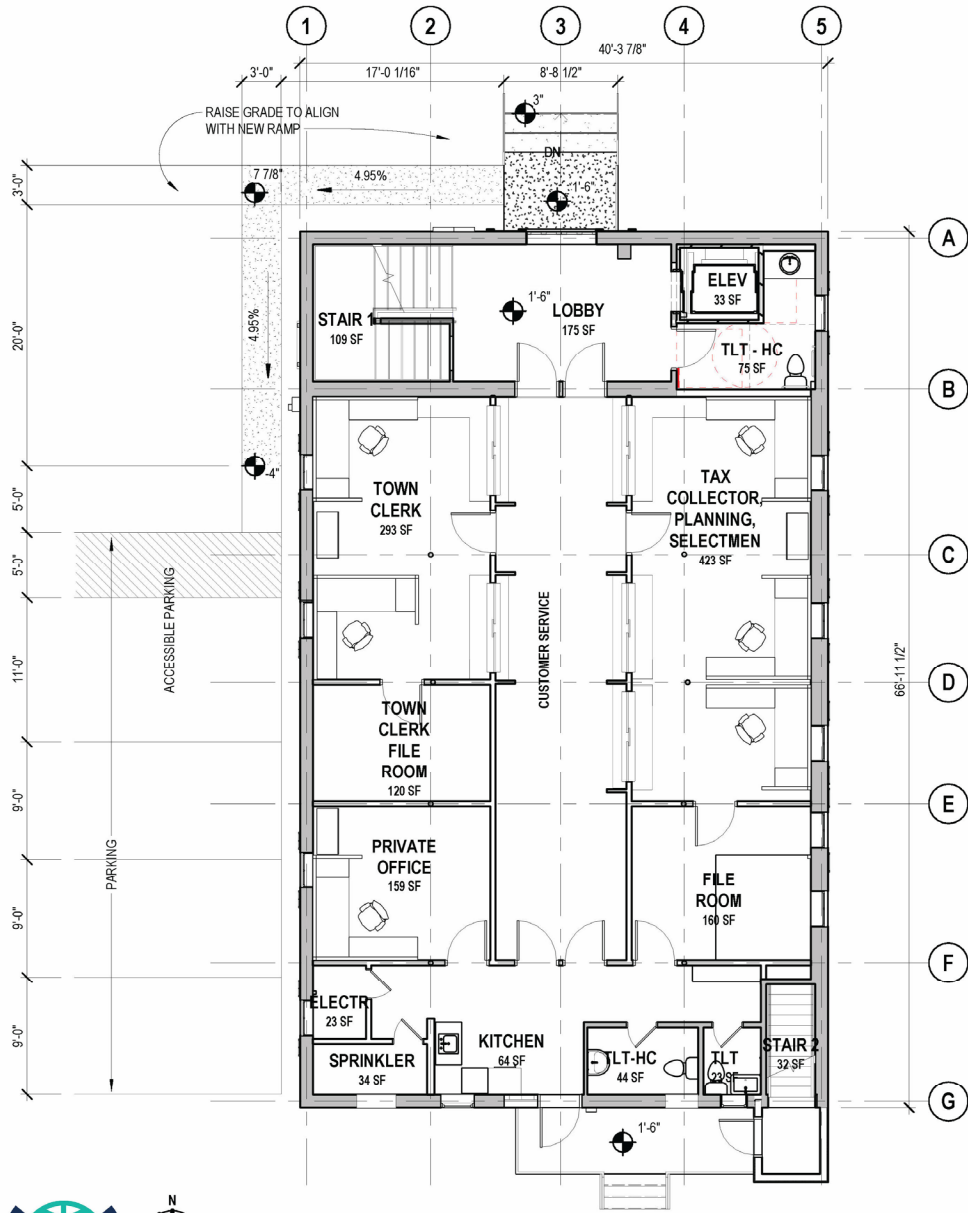 1
2
3
4
5
40'-3 7/8"
3'-0"
17'-0 1/16"
8'-8 1/2"
RAISE GRADE TO ALIGN
WITH NEW RAMP
3"
DN
7 7/8"
4.95%
1'-6"
3'-0"
A
ELEV
33 SF
1'-6"
LOBBY
175 SF
STAIR 1
109 SF
TLT - HC
75 SF
4.95%
20'-0"
B
-4"
TOWN
CLERK
293 SF
TAX
COLLECTOR,
PLANNING,
SELECTMEN
423 SF
5'-0"
5'-0"
C
ACCESSIBLE PARKING
CUSTOMER SERVICE
11'-0"
D
66'-11 1/2"
TOWN
CLERK
FILE
ROOM
120 SF
E
9'-0"
PARKING
PRIVATE
OFFICE
159 SF
FILE
ROOM
160 SF
9'-0"
F
ELECTR.
23 SF
KITCHEN
64 SF
SPRINKLER
34 SF
TLT-HC
44 SF
TLT
23 SF
STAIR 2
32 SF
9'-0"
G
1'-6"
N